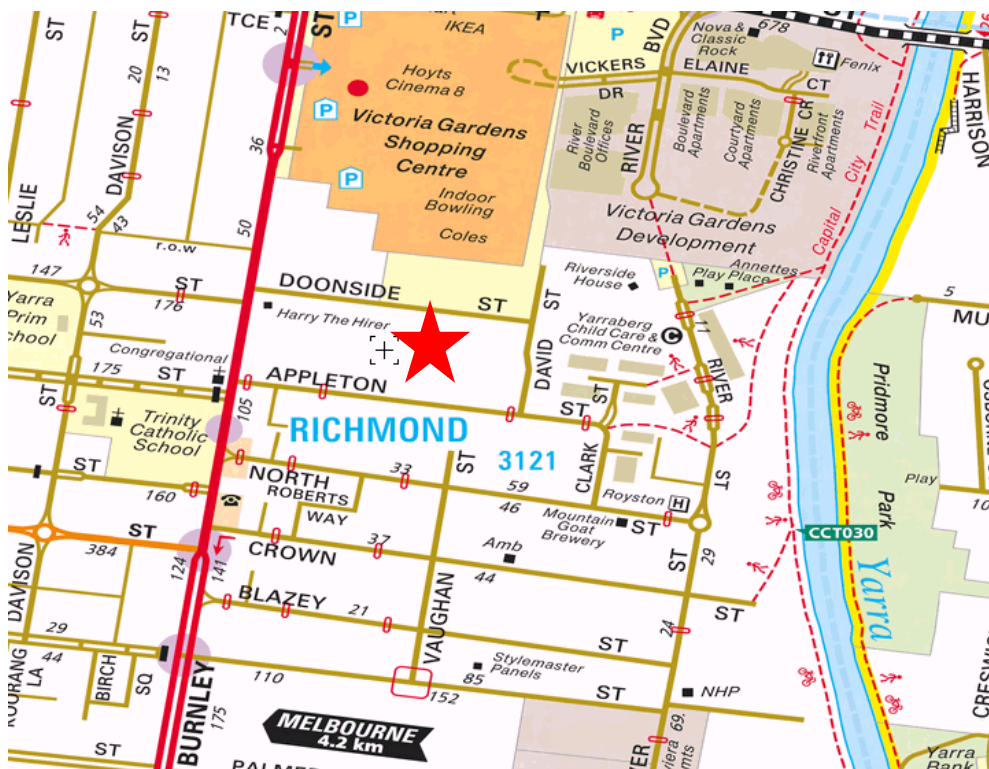 ST
ST
20
13
TCE
2
ST
P
IKEA
P
BVD
Nova &
Classic
Rock
678
ST
Fenix
HARRISON
Hoyts
Cinema 8
VICKERS
DR
ELAINE
CT
P
Victoria Gardens
Shopping
Centre
River
Boulevard
Offices
RIVER
Boulevard
Apartments
Courtyard
Apartments
CHRISTINE CR
Riverfront
Apartments
Capital City Trail
DAVISON
36
P
Indoor
Bowling
Coles
LESLIE
54
43
50
r.o.w
Victoria Gardens
Development
147
ST
176
DOONSIDE
ST
ST
Riverside
House
P
Annettes
Play Place
5
MU
Yarra
Prim
School
53
Harry The Hirer
Yarraberg
Child Care &
Comm Centre
C
11
RIVER
Congregational
175
ST
APPLETON
DAVID
ST
ST
Pridmore
Park
Trinity
Catholic
School
105
RICHMOND
3121
CLARK
ST
ST
NORTH
33
59
ST
160
ROBERTS
WAY
46
Royston
H
Play
10
Mountain
Goat
Brewery
ST
ST
384
CROWN
37
Amb
44
29
CCT030
Yarra
124
141
DAVISON
BLAZEY
21
VAUGHAN
ST
24
ST
29
44
BIRCH
SQ
LA
110
85
152
Stylemaster
Panels
ST
NHP
CRESWICK
BURNLEY
175
MELBOURNE
4.2 km
69.
ST
Yarra
Bank